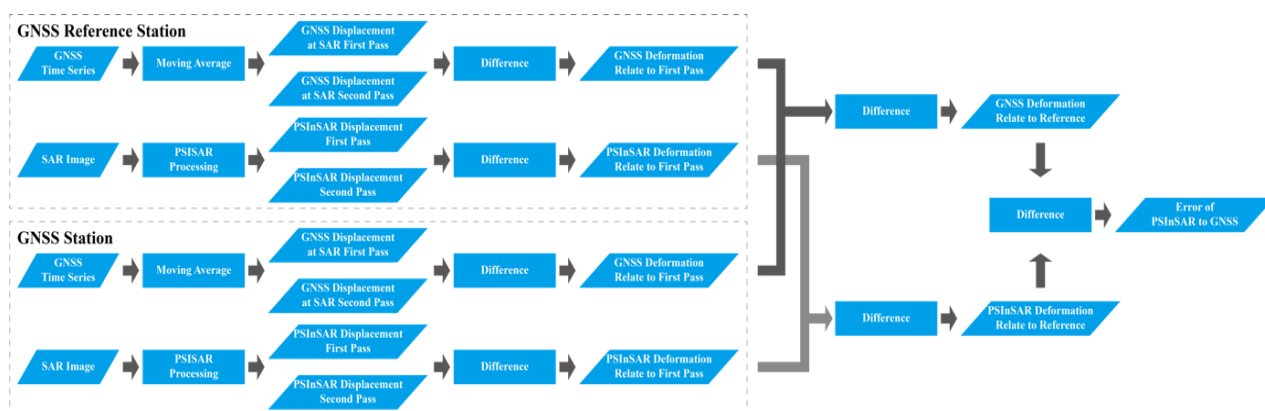 GNSS Reference Station
GNSS
Time Series
Moving Average
GNSS Displacement
at SAR First Pass
GNSS Displacement
at SAR Second Pass
Difference
GNSS Deformation
Relate to First Pass
SAR Image
PSISAR
Processing
PSInSAR Displacement
First Pass
PSInSAR Displacement
Second Pass
Difference
PSInSAR Deformation
Relate to First Pass
GNSS Station
GNSS
Time Series
Moving Average
GNSS Displacement
at SAR First Pass
GNSS Displacement
at SAR Second Pass
Difference
GNSS Deformation
Relate to First Pass
SAR Image
PSISAR
Processing
PSInSAR Displacement
First Pass
PSInSAR Displacement
Second Pass
Difference
PSInSAR Deformation
Relate to First Pass
Difference
GNSS Deformation
Relate to Reference
Difference
Error of
PSInSAR to GNSS
Difference
PSInSAR Deformation
Relate to Reference